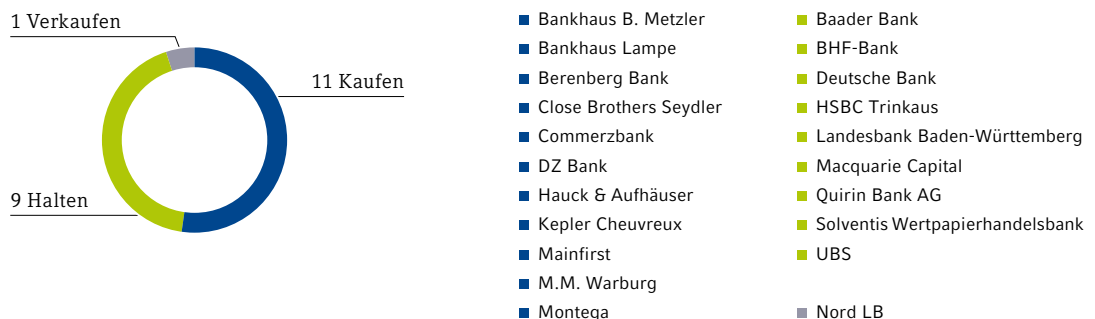 1 Verkaufen
11 Kaufen
9 Halten
Bankhaus B. Metzler
Bankhaus Lampe
Berenberg Bank
Close Brothers Seydler
Commerzbank
DZ Bank
Hauck & Aufhäuser
Kepler Cheuvreux
Mainfirst
M.M. Warburg
Montega
Baader Bank
BHF-Bank
Deutsche Bank
HSBC Trinkaus
Landesbank Baden-Württemberg
Macquarie Capital
Quirin Bank AG
Solventis Wertpapierhandelsbank
UBS
Nord LB